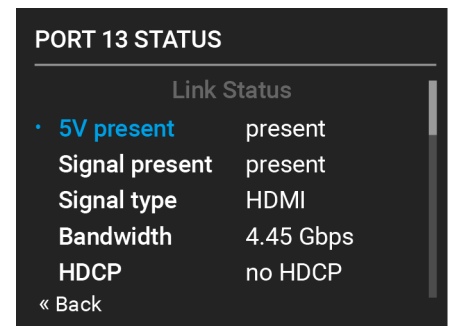 PORT 13 STATUS
Link Status
• 5V present present
Signal present present
Signal type HDMI
Bandwidth 4.45 Gbps
HDCP no HDCP
« Back